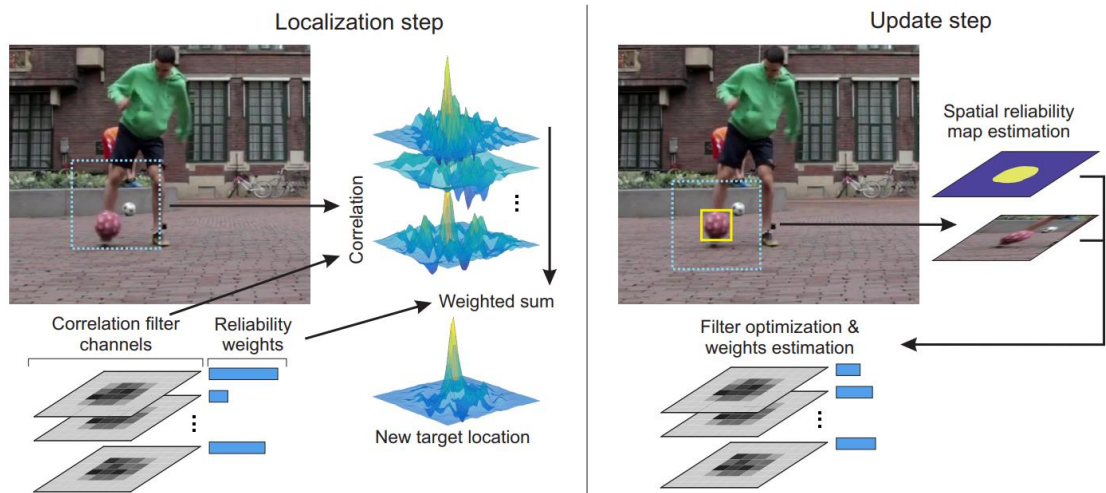 Localization step
Correlation
Weighted sum
Correlation filter
channels
Reliability
weights
New target location
Update step
Spatial reliability
map estimation
Filter optimization &
weights estimation